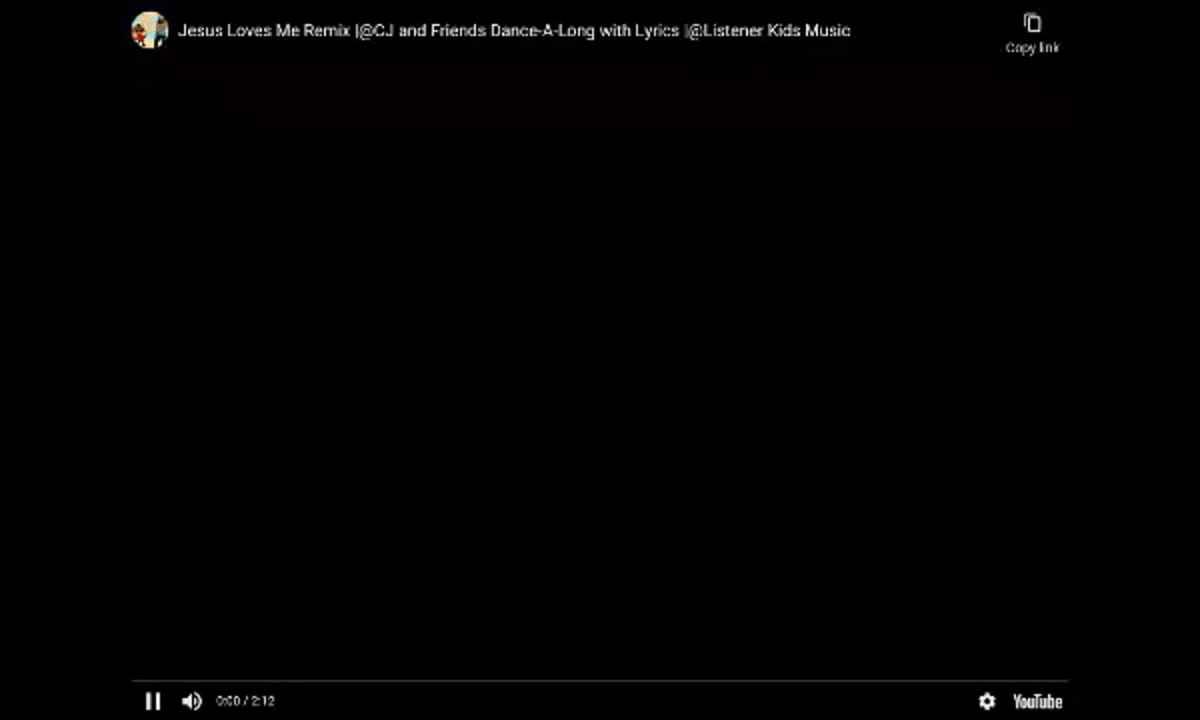 Jesus Loves Me Remix |@CJ and Friends Dance-A-Long with Lyrics |@Listener Kids Music
Copy link
0:00 / 2:12
YouTube